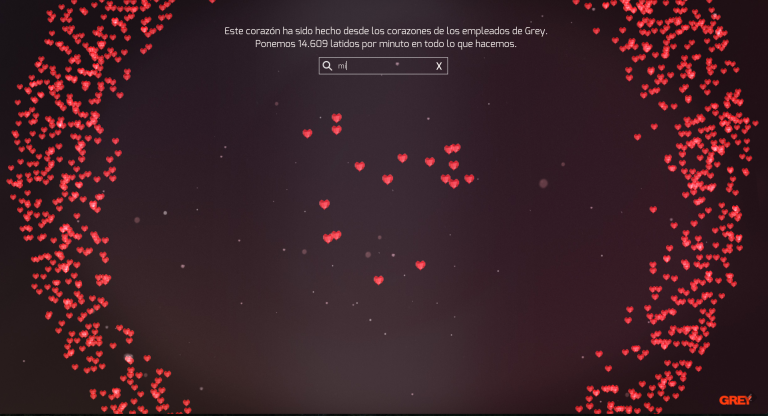 Este corazón ha sido hecho desde los corazones de los empleados de Grey.
Ponemos 14.609 latidos por minuto en todo lo que hacemos.
mi X
GREY